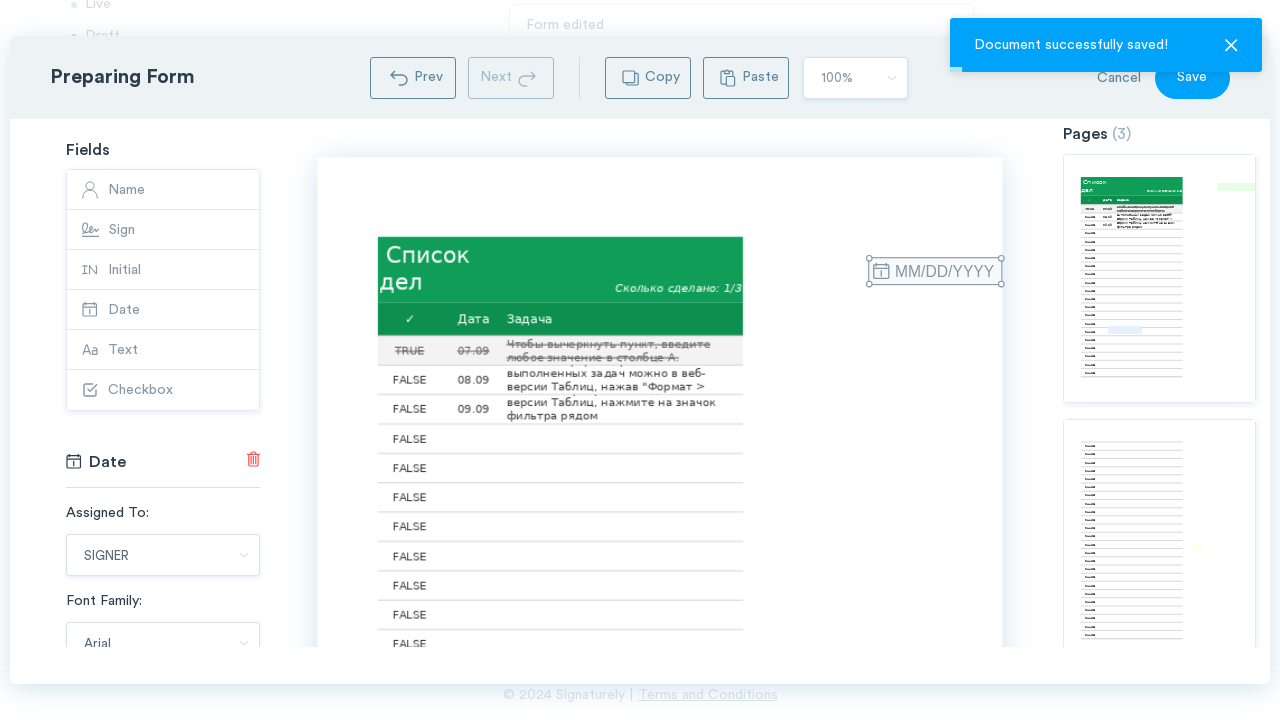 Live
Form edited
Draft
Document successfully saved!
Preparing Form
Prev
Next
Copy
Paste
100%
Cancel
Save
Fields
Name
Sign
Initial
Date
Text
Checkbox
Date
Assigned To:
SIGNER
Font Family:
Arial
Список
дел
Сколько сделано: 1/3
✓ Дата Задача
TRUE 07.09 Чтобы вычеркнуть пункт, введите
любое значение в столбце А.
FALSE 08.09 выполненных задач можно в веб-
версии Таблиц, нажав "Формат >
FALSE 09.09 версии Таблиц, нажмите на значок
фильтра рядом
FALSE
FALSE
FALSE
FALSE
FALSE
FALSE
FALSE
FALSE
MM/DD/YYYY
Pages (3)
Список
дел
© 2024 Signaturely | Terms and Conditions